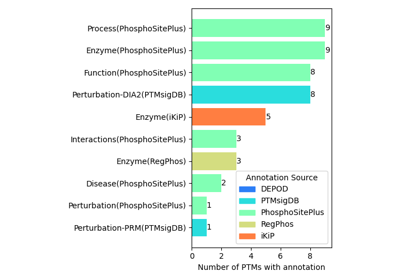 Process(PhosphoSitePlus) 9
Enzyme(PhosphoSitePlus) 9
Function(PhosphoSitePlus) 8
Perturbation-DIA2(PTMsigDB) 8
Enzyme(iKiP) 5
Interactions(PhosphoSitePlus) 3
Enzyme(RegPhos) 3
Disease(PhosphoSitePlus) 2
Perturbation(PhosphoSitePlus) 1
Perturbation-PRM(PTMsigDB) 1
Annotation Source
DEPOD
PTMsigDB
PhosphoSitePlus
RegPhos
iKiP
0 2 4 6 8
Number of PTMs with annotation